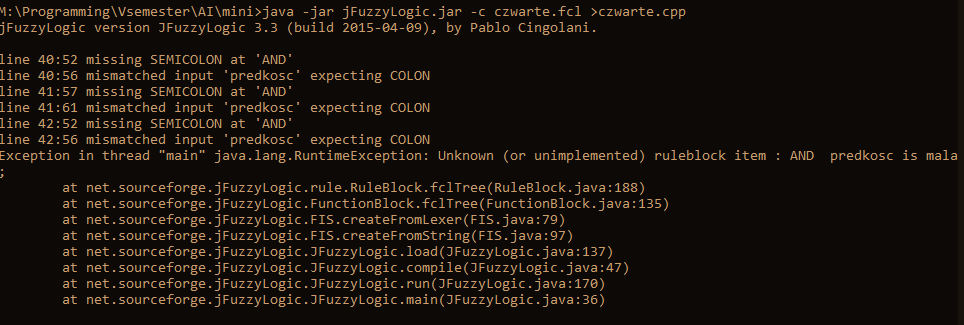 M:\Programming\Vsemester\AI\mini>java -jar jFuzzyLogic.jar -c czwarte.fcl >czwarte.cpp
jFuzzyLogic version JFuzzyLogic 3.3 (build 2015-04-09), by Pablo Cingolani.
line 40:52 missing SEMICOLON at 'AND'
line 40:56 mismatched input 'predkosc' expecting COLON
line 41:57 missing SEMICOLON at 'AND'
line 41:61 mismatched input 'predkosc' expecting COLON
line 42:52 missing SEMICOLON at 'AND'
line 42:56 mismatched input 'predkosc' expecting COLON
Exception in thread "main" java.lang.RuntimeException: Unknown (or unimplemented) ruleblock item : AND  predkosc is mala
;
        at net.sourceforge.jFuzzyLogic.rule.RuleBlock.fclTree(RuleBlock.java:188)
        at net.sourceforge.jFuzzyLogic.FunctionBlock.fclTree(FunctionBlock.java:135)
        at net.sourceforge.jFuzzyLogic.FIS.createFromLexer(FIS.java:79)
        at net.sourceforge.jFuzzyLogic.FIS.createFromString(FIS.java:97)
        at net.sourceforge.jFuzzyLogic.JFuzzyLogic.load(JFuzzyLogic.java:137)
        at net.sourceforge.jFuzzyLogic.JFuzzyLogic.compile(JFuzzyLogic.java:47)
        at net.sourceforge.jFuzzyLogic.JFuzzyLogic.run(JFuzzyLogic.java:170)
        at net.sourceforge.jFuzzyLogic.JFuzzyLogic.main(JFuzzyLogic.java:36)